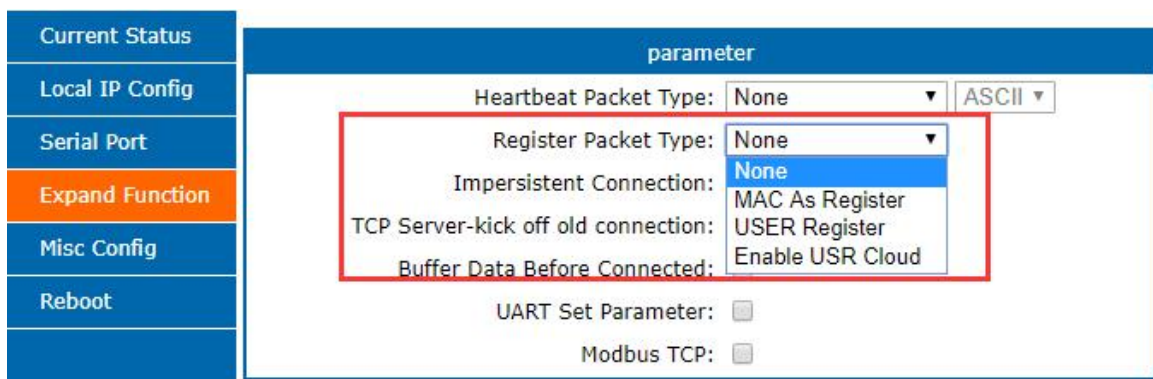 Current Status
Local IP Config
Serial Port
Expand Function
Misc Config
Reboot
parameter
Heartbeat Packet Type: None ASCII
Register Packet Type: None
None
MAC As Register
USER Register
Enable USR Cloud
Impersistent Connection:
TCP Server-kick off old connection:
Buffer Data Before Connected:
UART Set Parameter:
Modbus TCP: